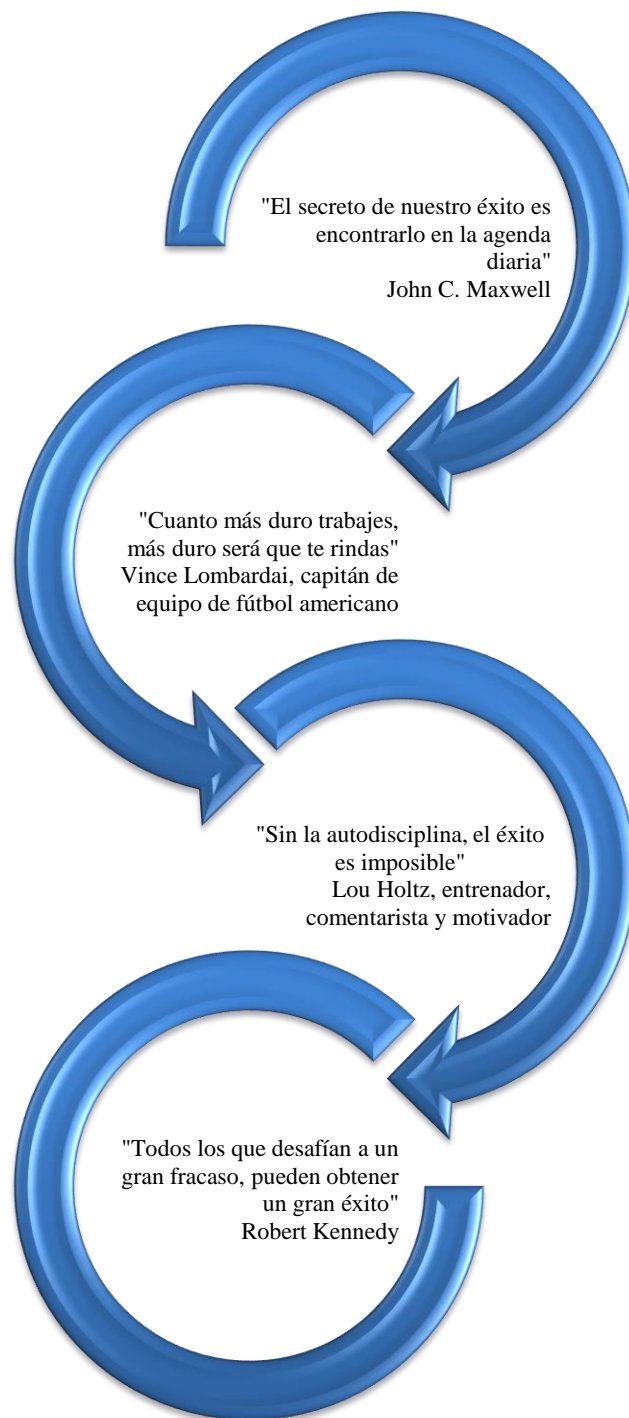 "El secreto de nuestro éxito es
encontrarlo en la agenda
diaria"
John C. Maxwell
"Cuanto más duro trabajes,
más duro será que te rindas"
Vince Lombardai, capitán de
equipo de fútbol americano
"Sin la autodisciplina, el éxito
es imposible"
Lou Holtz, entrenador,
comentarista y motivador
"Todos los que desafían a un
gran fracaso, pueden obtener
un gran éxito"
Robert Kennedy